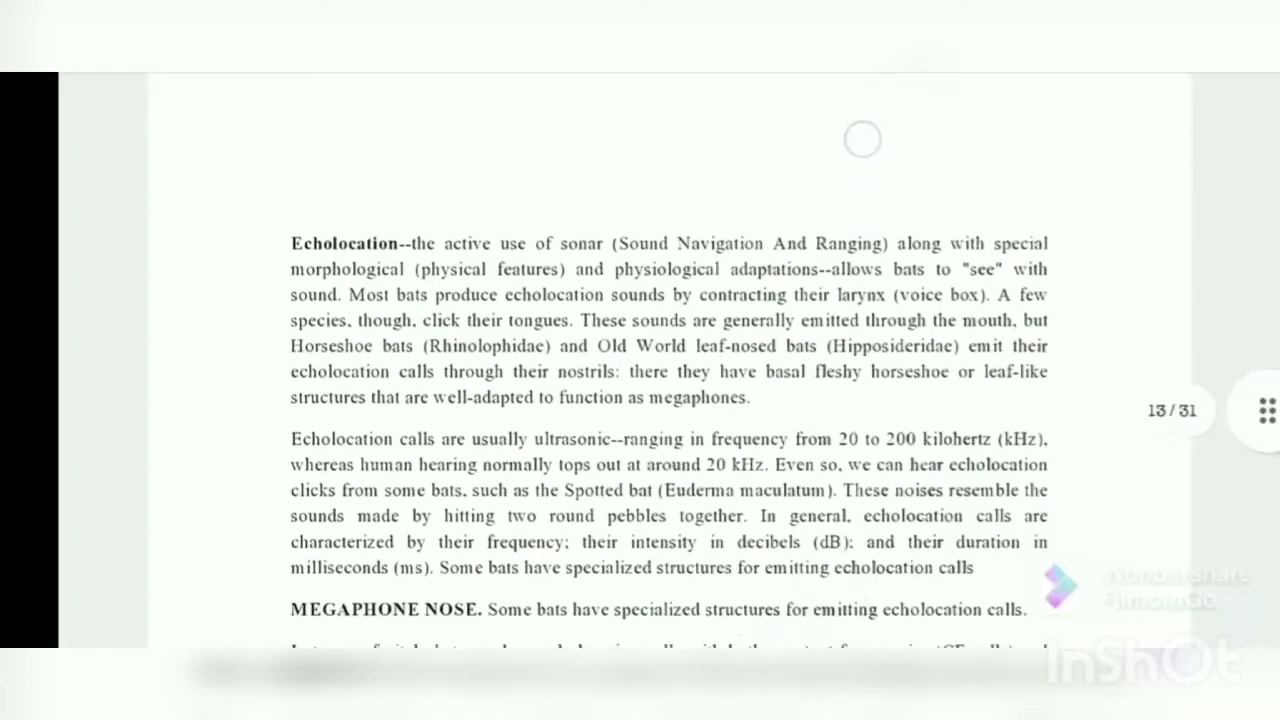 Echolocation--the active use of sonar (Sound Navigation And Ranging) along with special
morphological (physical features) and physiological adaptations--allows bats to "see" with
sound. Most bats produce echolocation sounds by contracting their larynx (voice box). A few
species, though, click their tongues. These sounds are generally emitted through the mouth, but
Horseshoe bats (Rhinolophidae) and Old World leaf-nosed bats (Hipposideridae) emit their
echolocation calls through their nostrils: there they have basal fleshy horseshoe or leaf-like
structures that are well-adapted to function as megaphones.
13 / 31
Echolocation calls are usually ultrasonic--ranging in frequency from 20 to 200 kilohertz (kHz),
whereas human hearing normally tops out at around 20 kHz. Even so, we can hear echolocation
clicks from some bats, such as the Spotted bat (Euderma maculatum). These noises resemble the
sounds made by hitting two round pebbles together. In general, echolocation calls are
characterized by their frequency; their intensity in decibels (dB); and their duration in
milliseconds (ms). Some bats have specialized structures for emitting echolocation calls
MEGAPHONE NOSE. Some bats have specialized structures for emitting echolocation calls.
Wondershare
FilmoraGo
InShOt